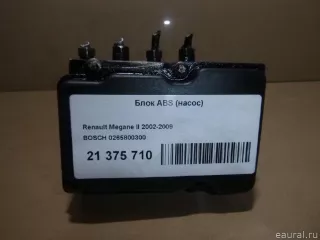 Блок ABS (насос)
Renault Megane II 2002-2009
BOSCH 0265800300
21 375 710
eaural.ru